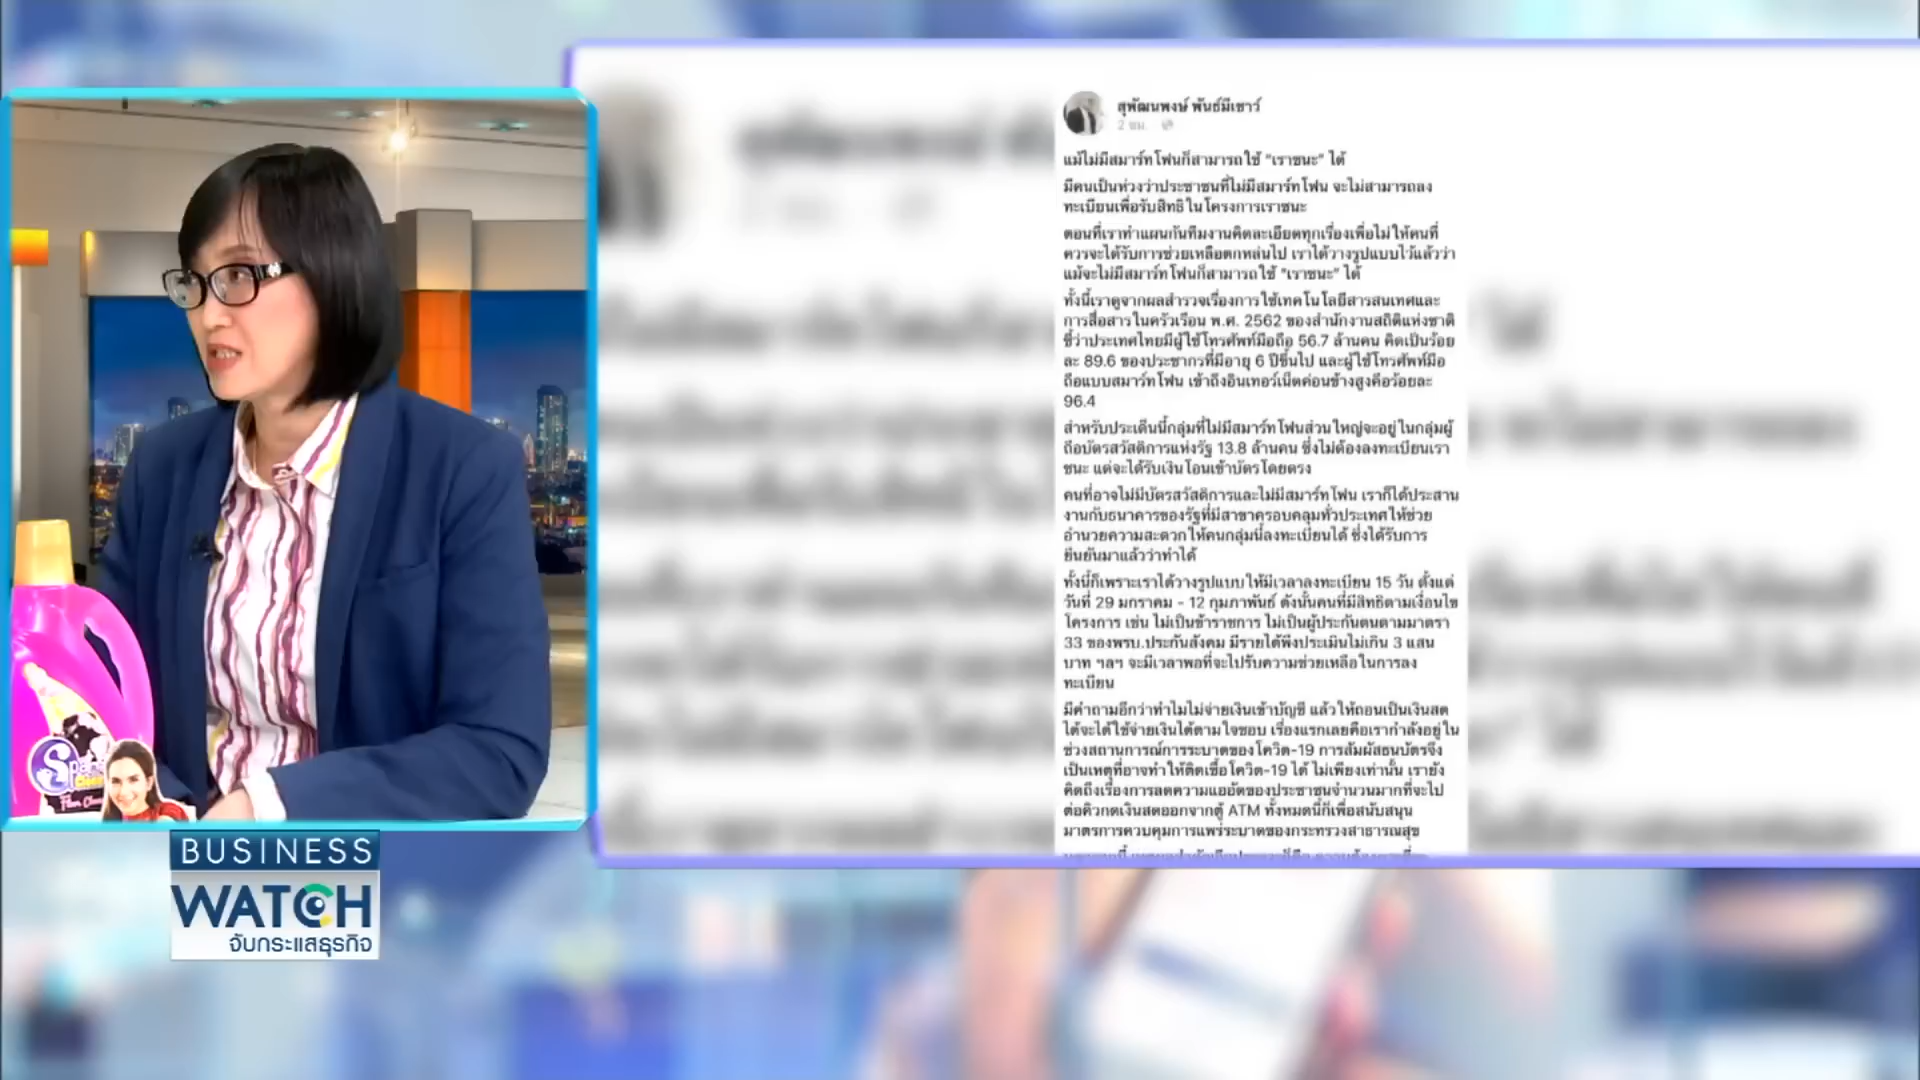 สุพัฒนพงษ์ พันธ์มีเชาว์
2 ชม.
แม้ไม่มีสมาร์ทโฟนก็สามารถใช้ "เราชนะ" ได้
มีคนเป็นห่วงว่าประชาชนที่ไม่มีสมาร์ทโฟน จะไม่สามารถลง
ทะเบียนเพื่อรับสิทธิในโครงการเราชนะ
ตอนที่เราทำแผนกันทีมงานคิดละเอียดทุกเรื่องเพื่อไม่ให้คนที่
ควรจะได้รับการช่วยเหลือตกหล่นไป เราได้วางรูปแบบไว้แล้วว่า
แม้จะไม่มีสมาร์ทโฟนก็สามารถใช้ "เราชนะ" ได้
ทั้งนี้เราดูจากผลสำรวจเรื่องการใช้เทคโนโลยีสารสนเทศและ
การสื่อสารในครัวเรือน พ.ศ. 2562 ของสำนักงานสถิติแห่งชาติ
ชี้ว่าประเทศไทยมีผู้ใช้โทรศัพท์มือถือ 56.7 ล้านคน คิดเป็นร้อย
ละ 89.6 ของประชากรที่มีอายุ 6 ปีขึ้นไป และผู้ใช้โทรศัพท์มือ
ถือแบบสมาร์ทโฟน เข้าถึงอินเทอร์เน็ตค่อนข้างสูงคือร้อยละ
96.4
สำหรับประเด็นนี้กลุ่มที่ไม่มีสมาร์ทโฟนส่วนใหญ่จะอยู่ในกลุ่มผู้
ถือบัตรสวัสดิการแห่งรัฐ 13.8 ล้านคน ซึ่งไม่ต้องลงทะเบียนเรา
ชนะ แต่จะได้รับเงินโอนเข้าบัตรโดยตรง
คนที่อาจไม่มีบัตรสวัสดิการและไม่มีสมาร์ทโฟน เราก็ได้ประสาน
งานกับธนาคารของรัฐที่มีสาขาครอบคลุมทั่วประเทศให้ช่วย
อำนวยความสะดวกให้คนกลุ่มนี้ลงทะเบียนได้ ซึ่งได้รับการ
ยืนยันมาแล้วว่าทำได้
ทั้งนี้ก็เพราะเราได้วางรูปแบบให้มีเวลาลงทะเบียน 15 วัน ตั้งแต่
วันที่ 29 มกราคม - 12 กุมภาพันธ์ ดังนั้นคนที่มีสิทธิตามเงื่อนไข
โครงการ เช่น ไม่เป็นข้าราชการ ไม่เป็นผู้ประกันตนตามมาตรา
33 ของพรบ.ประกันสังคม มีรายได้พึงประเมินไม่เกิน 3 แสน
บาท ฯลฯ จะมีเวลาพอที่จะไปรับความช่วยเหลือในการลง
ทะเบียน
มีคำถามอีกว่าทำไมไม่จ่ายเงินเข้าบัญชี แล้วให้ถอนเป็นเงินสด
ได้จะได้ใช้จ่ายเงินได้ตามใจชอบ เรื่องแรกเลยคือเรากำลังอยู่ใน
ช่วงสถานการณ์การระบาดของโควิด-19 การสัมผัสธนบัตรจึง
เป็นเหตุที่อาจทำให้ติดเชื้อโควิด-19 ได้ ไม่เพียงเท่านั้น เรายัง
คิดถึงเรื่องการลดความแออัดของประชาชนจำนวนมากที่จะไป
ต่อคิวกดเงินสดออกจากตู้ ATM ทั้งหมดนี้ก็เพื่อสนับสนุน
มาตรการควบคุมการแพร่ระบาดของกระทรวงสาธารณสุข
BUSINESS
WATCH
จับกระแสธุรกิจ